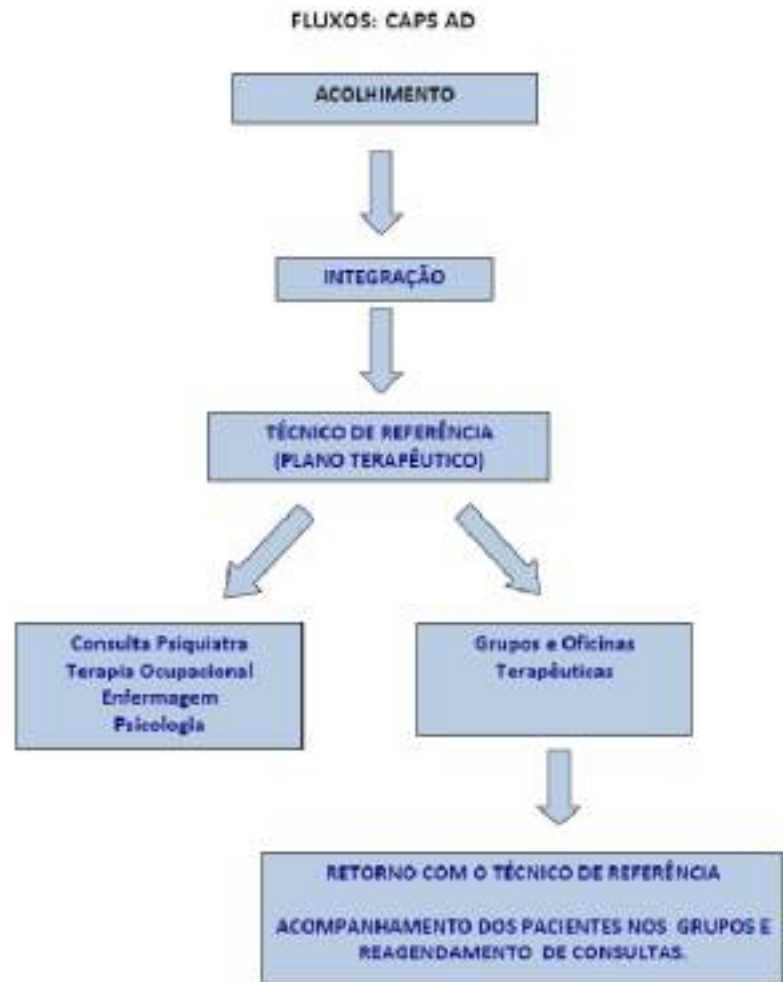 FLUXOS: CAPS AD
ACOLHIMENTO
INTEGRAÇÃO
TÉCNICO DE REFERÊNCIA
(PLANO TERAPÊUTICO)
Consulta Psiquiatra
Terapia Ocupacional
Enfermagem
Psicologia
Grupos e Oficinas
Terapêuticas
RETORNO COM O TÉCNICO DE REFERÊNCIA
ACOMPANHAMENTO DOS PACIENTES NOS GRUPOS E
REAGENDAMENTO DE CONSULTAS.